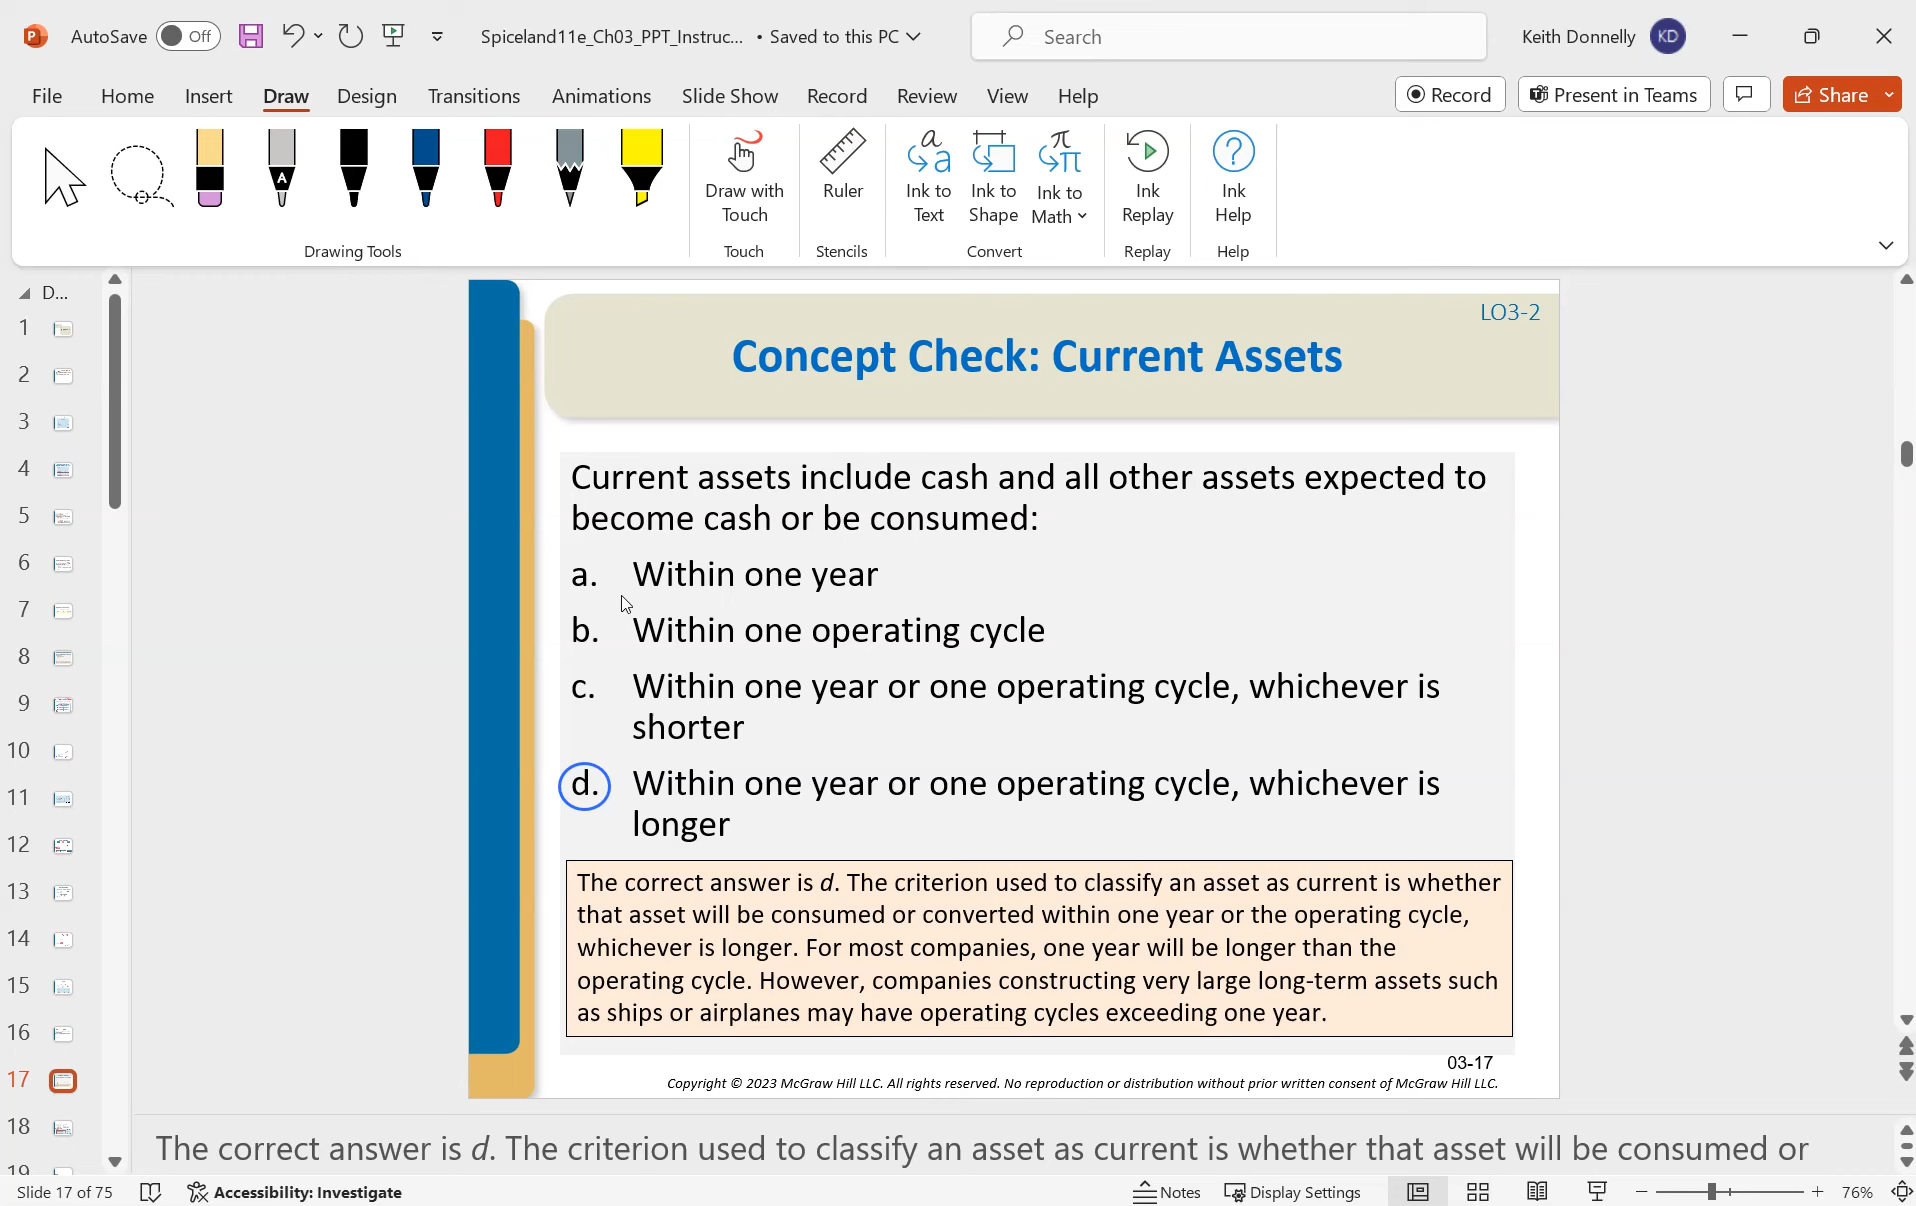 AutoSave Off Spiceland11e_Ch03_PPT_Instruc... • Saved to this PC Search Keith Donnelly KD
File Home Insert Draw Design Transitions Animations Slide Show Record Review View Help Record Present in Teams Share
A
Draw with Touch
Ruler
Ink to Text
Ink to Shape
Ink to Math
Ink Replay
Ink Help
Drawing Tools Touch Stencils Convert Replay Help
D...
1
2
3
4
5
6
7
8
9
10
11
12
13
14
15
16
17
18
19
LO3-2
Concept Check: Current Assets
Current assets include cash and all other assets expected to
become cash or be consumed:
a. Within one year
b. Within one operating cycle
c. Within one year or one operating cycle, whichever is
shorter
d. Within one year or one operating cycle, whichever is
longer
The correct answer is d. The criterion used to classify an asset as current is whether
that asset will be consumed or converted within one year or the operating cycle,
whichever is longer. For most companies, one year will be longer than the
operating cycle. However, companies constructing very large long-term assets such
as ships or airplanes may have operating cycles exceeding one year.
03-17
Copyright © 2023 McGraw Hill LLC. All rights reserved. No reproduction or distribution without prior written consent of McGraw Hill LLC.
The correct answer is d. The criterion used to classify an asset as current is whether that asset will be consumed or
Slide 17 of 75 Accessibility: Investigate Notes Display Settings 76%